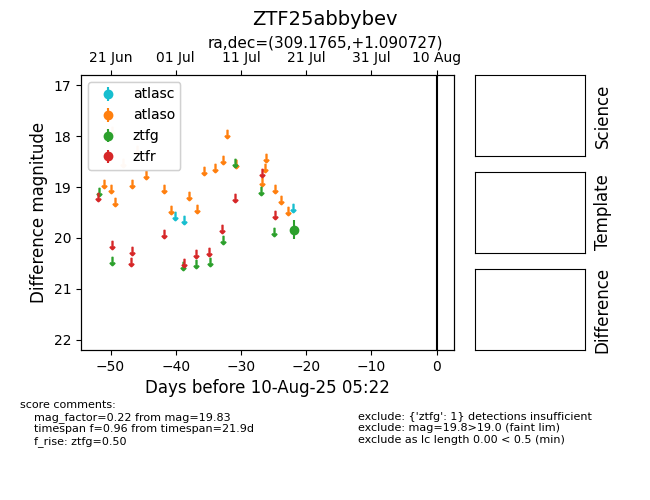 ZTF25abbybev
ra,dec=(309.1765,+1.090727)
21 Jun 01 Jul 11 Jul 21 Jul 31 Jul 10 Aug
atlasc
atlaso
ztfg
ztfr
17
18
19
20
21
22
Difference magnitude
−50 −40 −30 −20 −10 0
Days before 10-Aug-25 05:22
Science
Template
Difference
score comments:
mag_factor=0.22 from mag=19.83
timespan f=0.96 from timespan=21.9d
f_rise: ztfg=0.50
exclude: {'ztfg': 1} detections insufficient
exclude: mag=19.8>19.0 (faint lim)
exclude as lc length 0.00 < 0.5 (min)